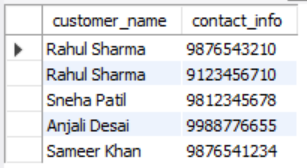 customer_name contact_info
Rahul Sharma 9876543210
Rahul Sharma 9123456710
Sneha Patil 9812345678
Anjali Desai 9988776655
Sameer Khan 9876541234